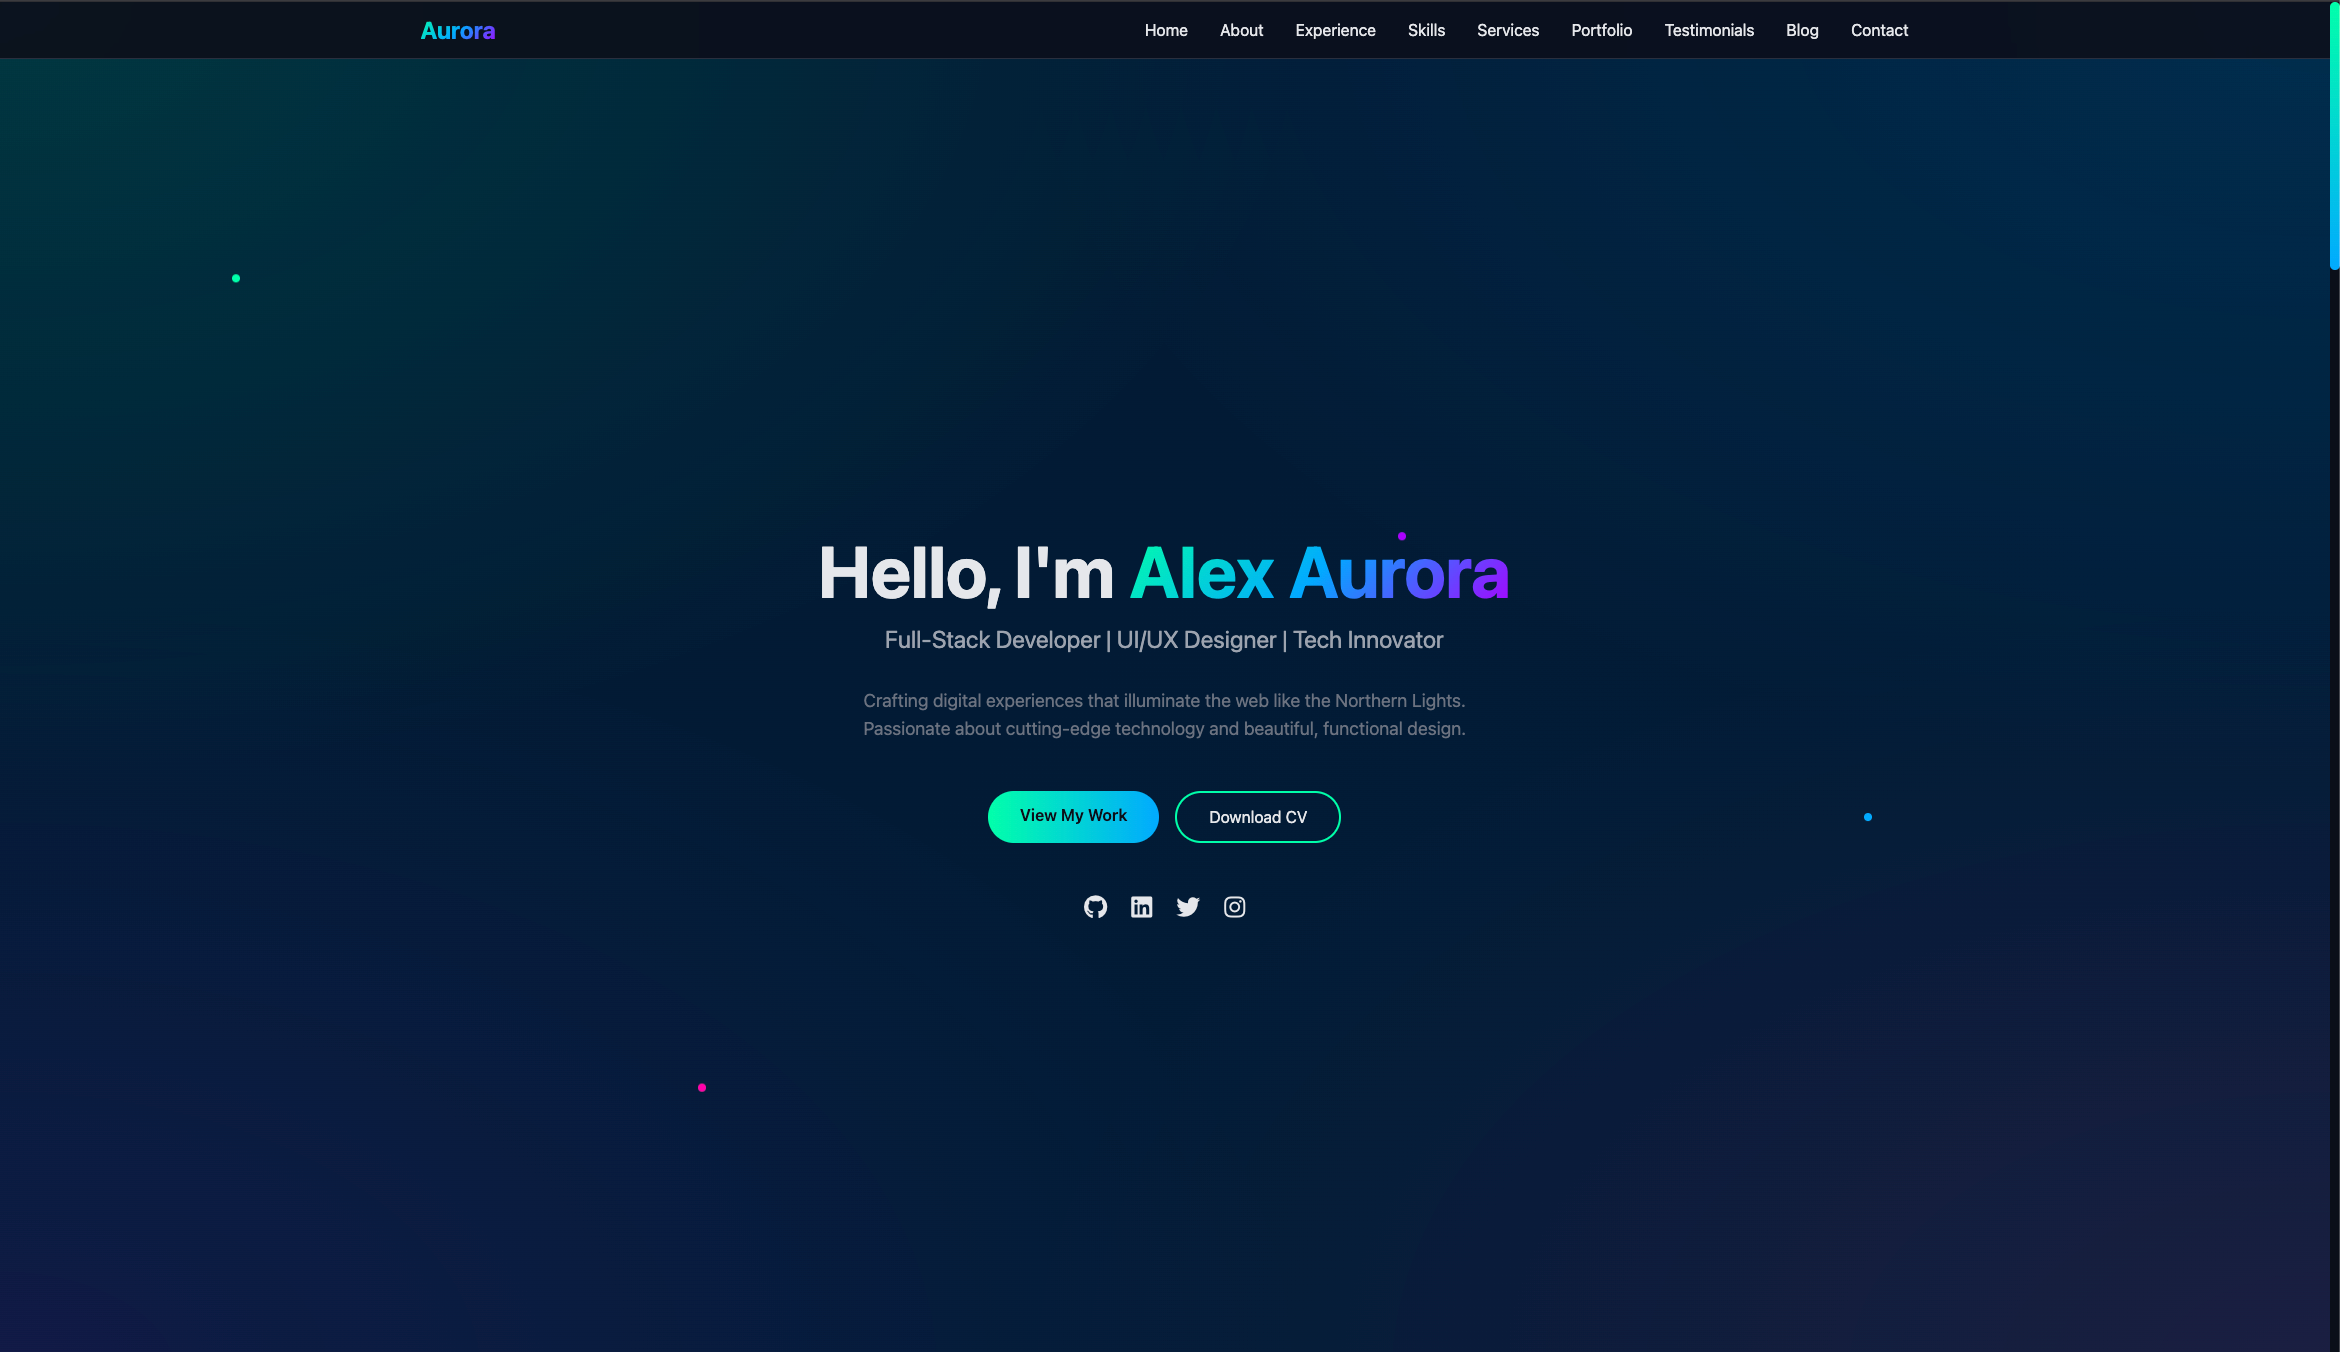 Aurora
Home About Experience Skills Services Portfolio Testimonials Blog Contact
Hello, I'm Alex Aurora
Full-Stack Developer | UI/UX Designer | Tech Innovator
Crafting digital experiences that illuminate the web like the Northern Lights.
Passionate about cutting-edge technology and beautiful, functional design.
View My Work
Download CV